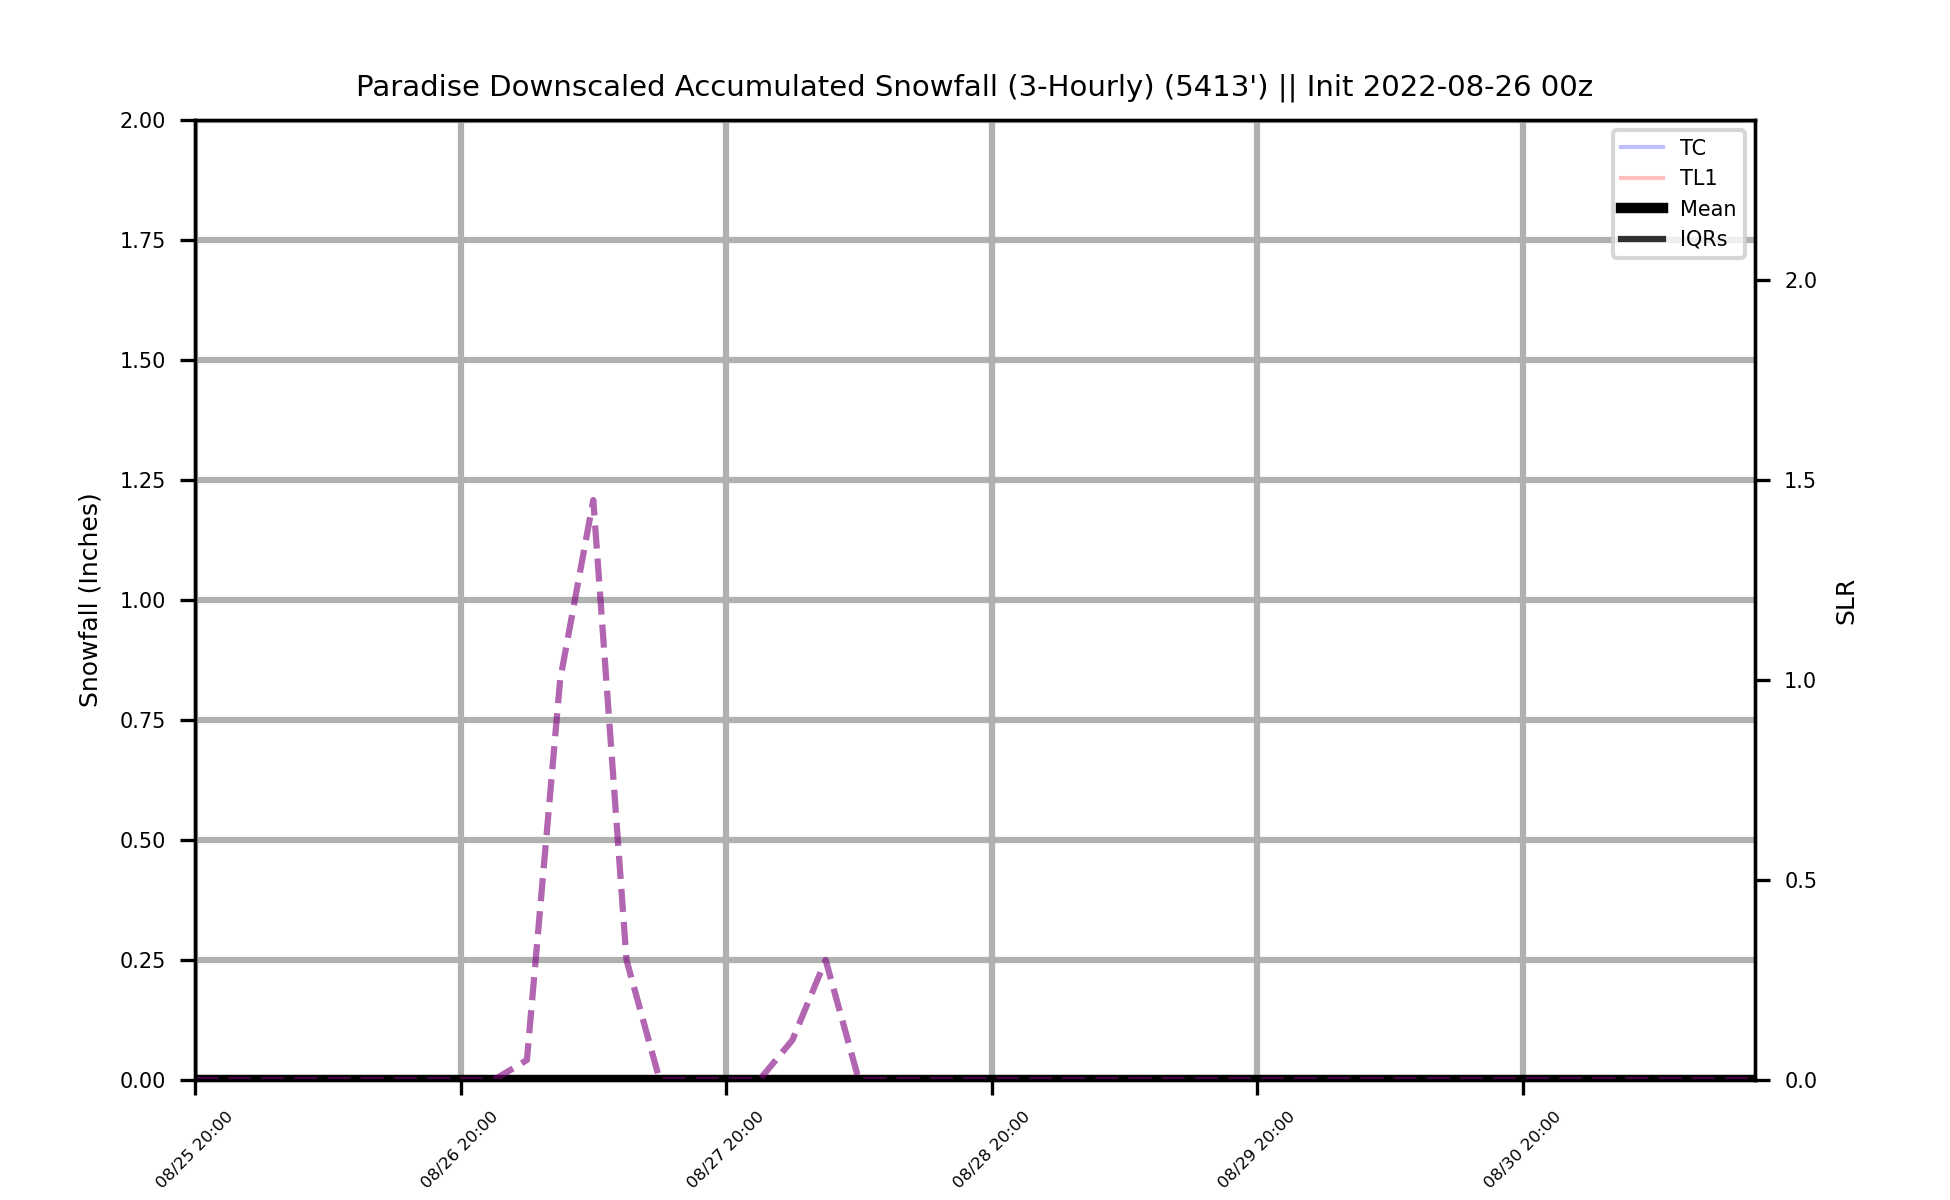 Paradise Downscaled Accumulated Snowfall (3-Hourly) (5413') || Init 2022-08-26 00z
TC
TL1
Mean
IQRs
Snowfall (Inches)
2.00
1.75
1.50
1.25
1.00
0.75
0.50
0.25
0.00
SLR
2.0
1.5
1.0
0.5
0.0
08/25 20:00
08/26 20:00
08/27 20:00
08/28 20:00
08/29 20:00
08/30 20:00